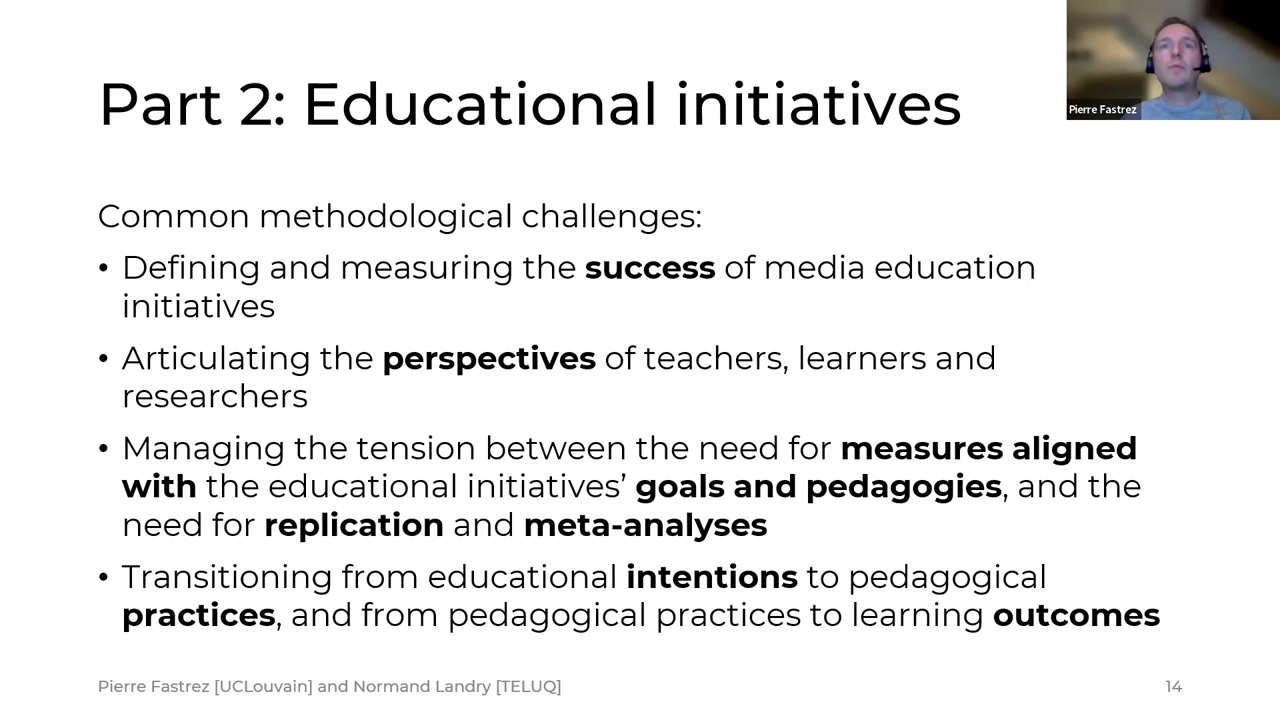 Part 2: Educational initiatives
Pierre Fastrez
Common methodological challenges:
• Defining and measuring the success of media education
initiatives
• Articulating the perspectives of teachers, learners and
researchers
• Managing the tension between the need for measures aligned
with the educational initiatives’ goals and pedagogies, and the
need for replication and meta-analyses
• Transitioning from educational intentions to pedagogical
practices, and from pedagogical practices to learning outcomes
Pierre Fastrez [UCLouvain] and Normand Landry [TELUQ]
14